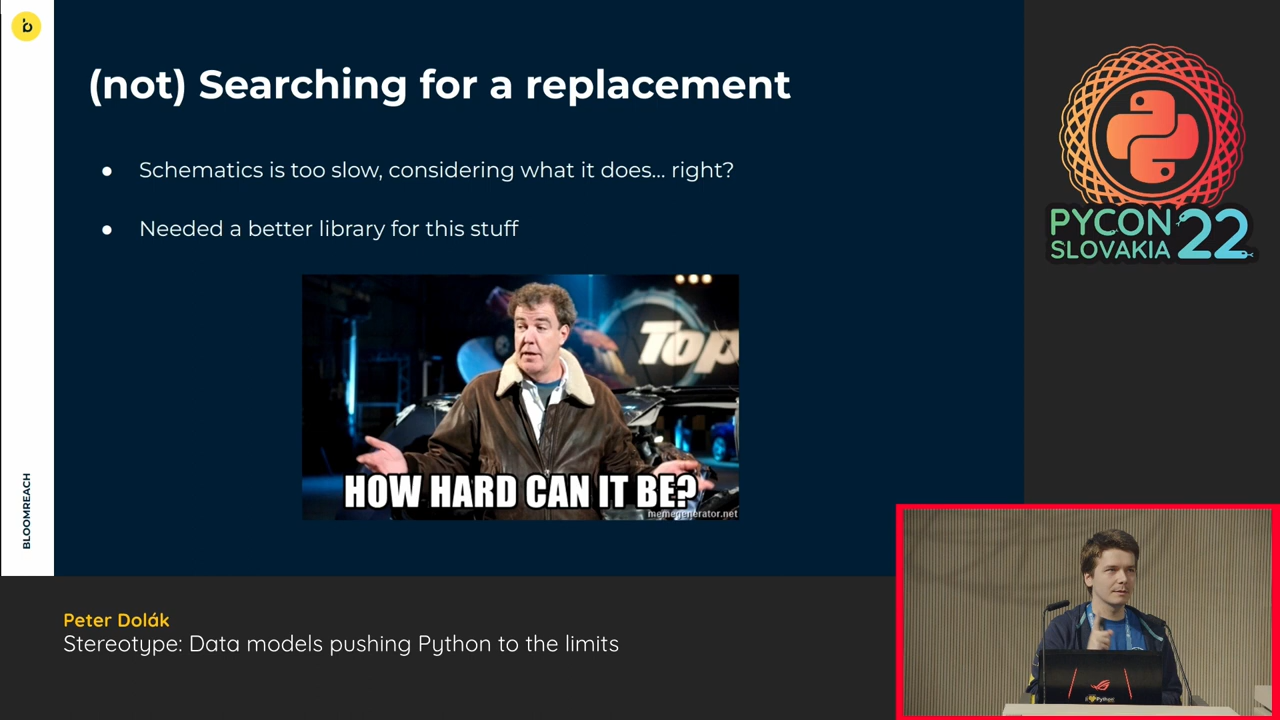 (not) Searching for a replacement
● Schematics is too slow, considering what it does... right?
● Needed a better library for this stuff
Top
HOW HARD CAN IT BE?
memegenerator.net
BLOOMREACH
PYCON
SLOVAKIA 22
Peter Dolák
Stereotype: Data models pushing Python to the limits